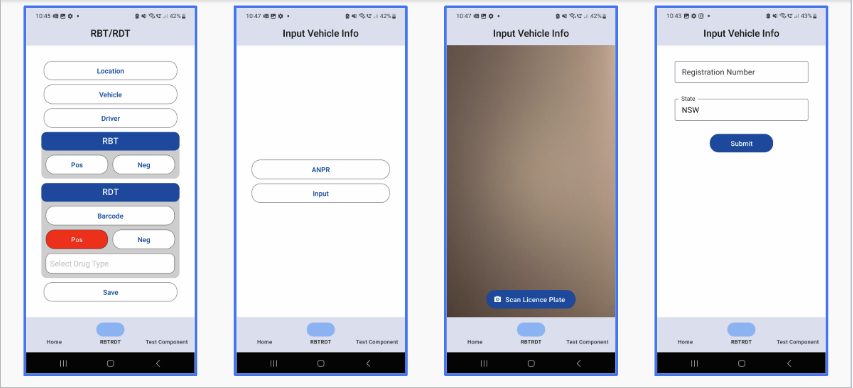 10:45
42%
RBT/RDT
Location
Vehicle
Driver
RBT
Pos Neg
RDT
Barcode
Pos Neg
Select Drug Type
Save
Home RBTRDT Test Component
10:47
42%
Input Vehicle Info
ANPR
Input
Home RBTRDT Test Component
10:47
42%
Input Vehicle Info
Scan Licence Plate
Home RBTRDT Test Component
10:43
43%
Input Vehicle Info
Registration Number
State
NSW
Submit
Home RBTRDT Test Component